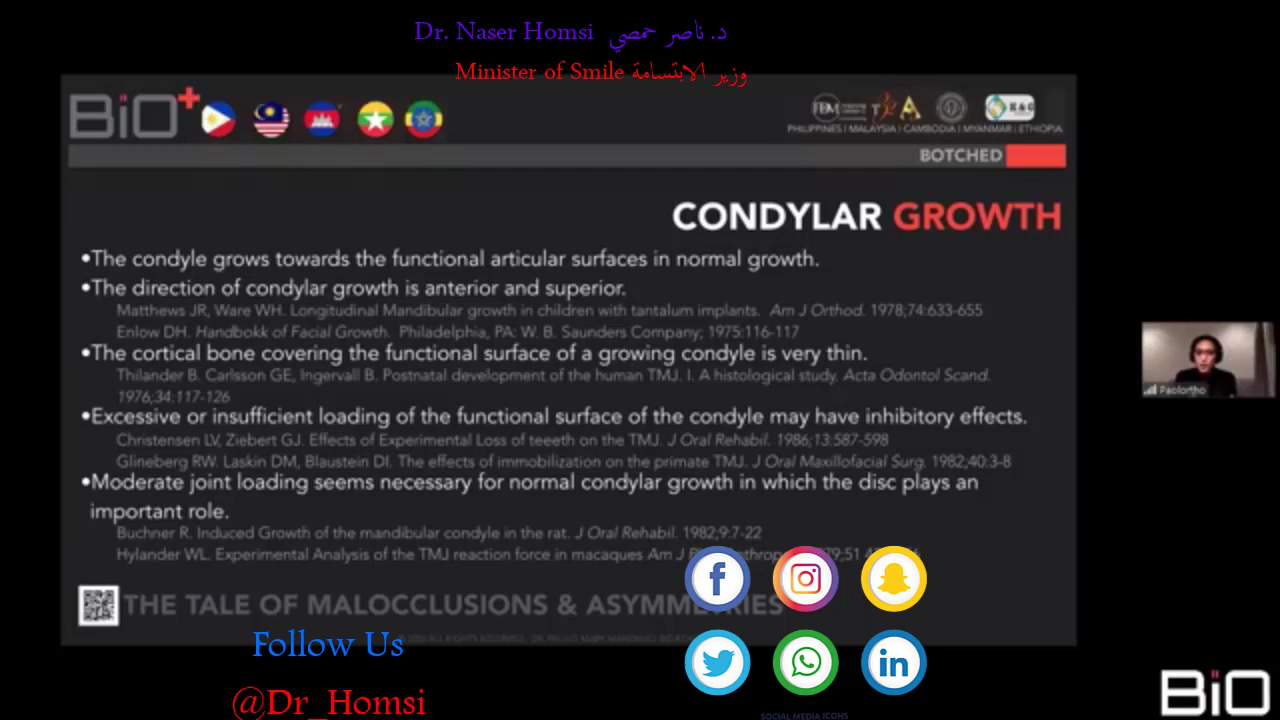 Dr. Naser Homsi د. ناصر حمصي
Minister of Smile وزير الابتسامة
BiO+
PHILIPPINES | MALAYSIA | CAMBODIA | MYANMAR | ETHIOPIA
BOTCHED
CONDYLAR GROWTH
•The condyle grows towards the functional articular surfaces in normal growth.
•The direction of condylar growth is anterior and superior.
Matthews JR, Ware WH. Longitudinal Mandibular growth in children with tantalum implants. Am J Orthod. 1978;74:633-655
Enlow DH. Handbokk of Facial Growth. Philadelphia, PA: W. B. Saunders Company; 1975:116-117
•The cortical bone covering the functional surface of a growing condyle is very thin.
Thilander B. Carlsson GE, Ingervall B. Postnatal development of the human TMJ. I. A histological study. Acta Odontol Scand.
1976,34:117-126
•Excessive or insufficient loading of the functional surface of the condyle may have inhibitory effects.
Christensen LV, Ziebert GJ. Effects of Experimental Loss of teeeth on the TMJ. J Oral Rehabil. 1986;13:587-598
Glineberg RW. Laskin DM, Blaustein DI. The effects of immobilization on the primate TMJ. J Oral Maxillofacial Surg. 1982;40:3-8
•Moderate joint loading seems necessary for normal condylar growth in which the disc plays an
important role.
Buchner R. Induced Growth of the mandibular condyle in the rat. J Oral Rehabil. 1982;9:7-22
Hylander WL. Experimental Analysis of the TMJ reaction force in macaques Am J
THE TALE OF MALOCCLUSIONS & ASYMMETRIES
Paolortho
Follow Us
@Dr_Homsi
SOCIAL MEDIA ICONS
BiO